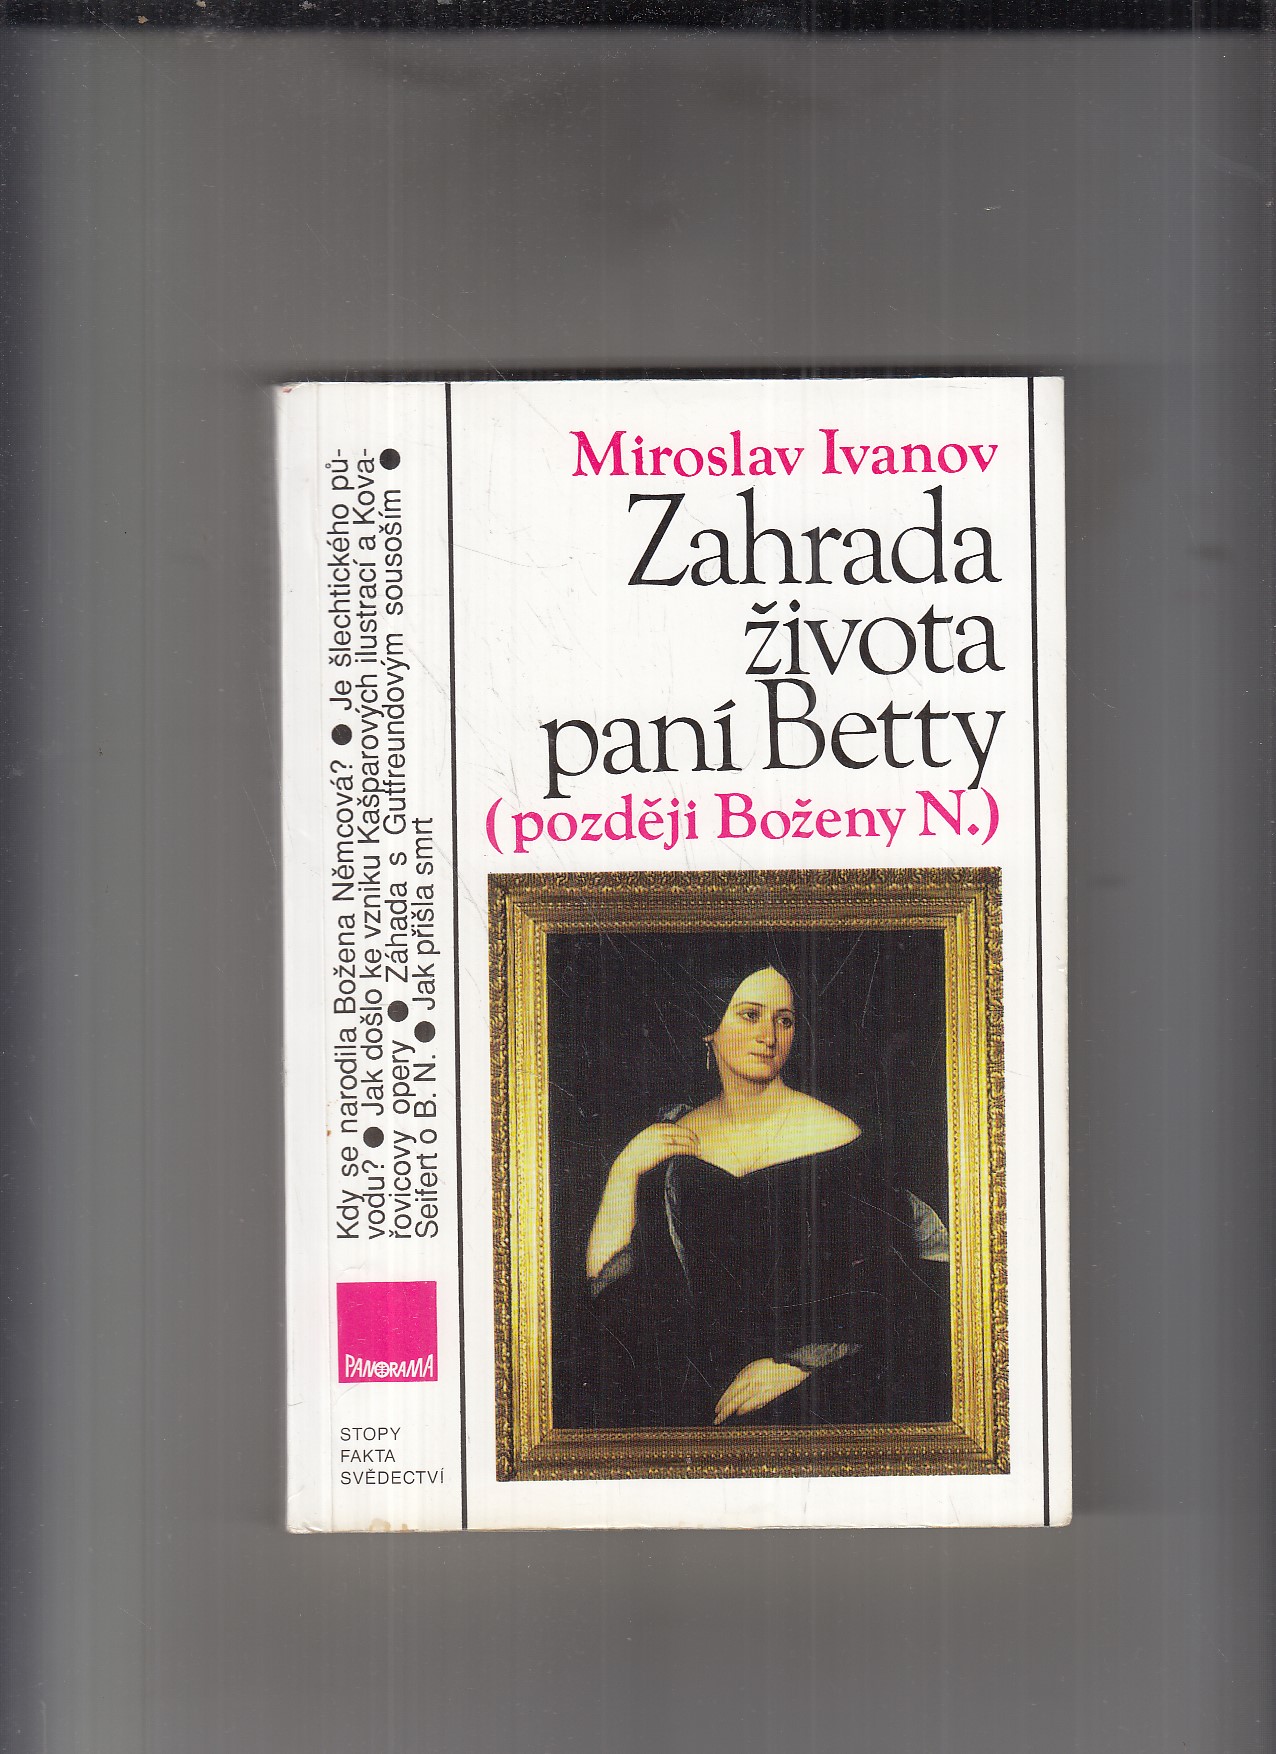 Miroslav Ivanov
Zahrada
života
paní Betty
(později Boženy N.)
Kdy se narodila Božena Němcová? ● Je šlechtického pů-
vodu? ● Jak došlo ke vzniku Kašparových ilustrací a Kova-
řovicovy opery ● Záhada s Gutfreundovým sousoším ●
Seifert o B. N. ● Jak přišla smrt
PANORAMA
STOPY
FAKTA
SVĚDECTVÍ